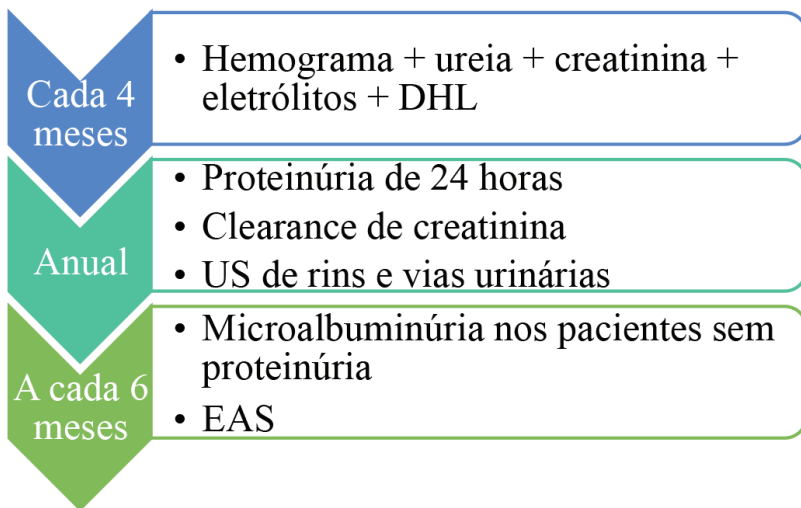 Cada 4
meses
• Hemograma + ureia + creatinina +
eletrólitos + DHL
Anual
• Proteinúria de 24 horas
• Clearance de creatinina
• US de rins e vias urinárias
A cada 6
meses
• Microalbuminúria nos pacientes sem
proteinúria
• EAS